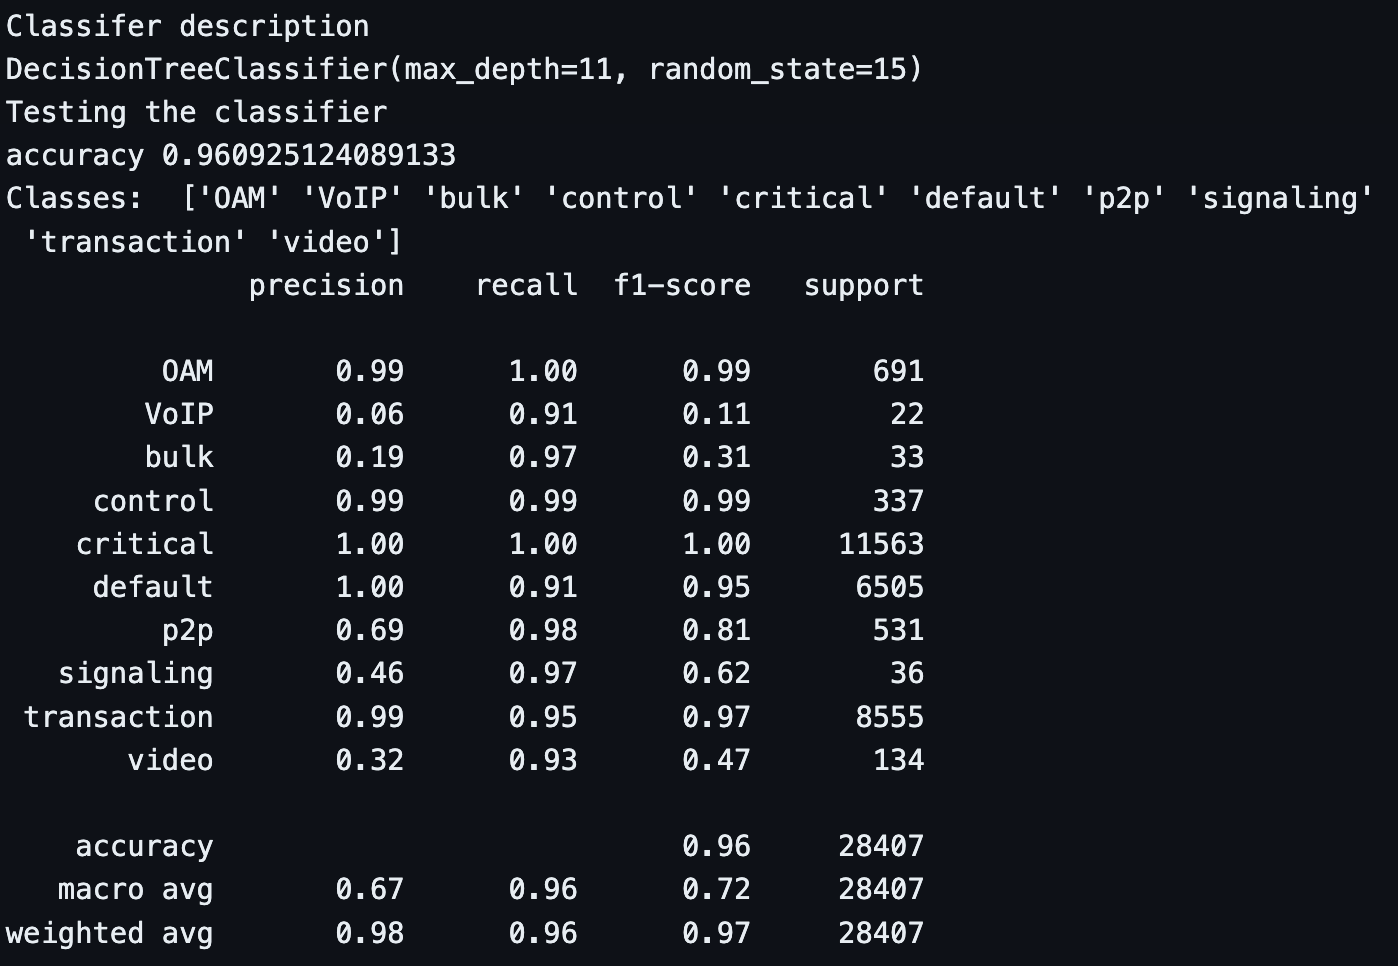 Classifer description
DecisionTreeClassifier(max_depth=11, random_state=15)
Testing the classifier
accuracy 0.960925124089133
Classes:  ['OAM' 'VoIP' 'bulk' 'control' 'critical' 'default' 'p2p' 'signaling'
 'transaction' 'video']
              precision    recall  f1-score   support

         OAM       0.99      1.00      0.99       691
        VoIP       0.06      0.91      0.11        22
        bulk       0.19      0.97      0.31        33
     control       0.99      0.99      0.99       337
    critical       1.00      1.00      1.00     11563
     default       1.00      0.91      0.95      6505
         p2p       0.69      0.98      0.81       531
   signaling       0.46      0.97      0.62        36
 transaction       0.99      0.95      0.97      8555
       video       0.32      0.93      0.47       134

    accuracy                           0.96     28407
   macro avg       0.67      0.96      0.72     28407
weighted avg       0.98      0.96      0.97     28407